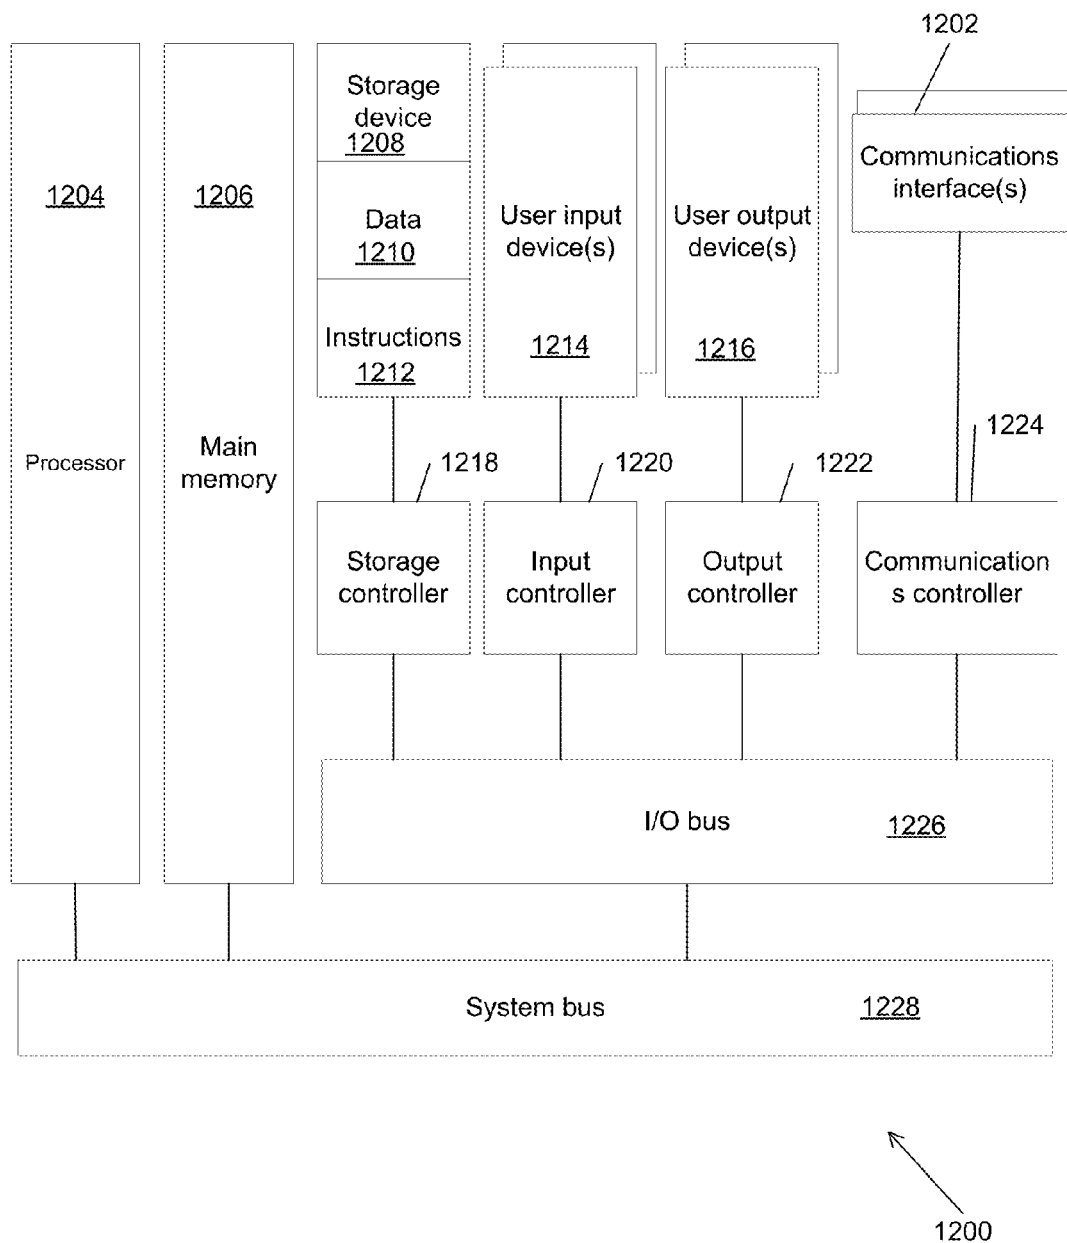 1202
1204
Processor
1206
Main
memory
Storage
device
1208
Data
1210
Instructions
1212
User input
device(s)
1214
User output
device(s)
1216
Communications
interface(s)
1218
Storage
controller
1220
Input
controller
1222
Output
controller
1224
Communication
s controller
I/O bus
1226
System bus
1228
1200